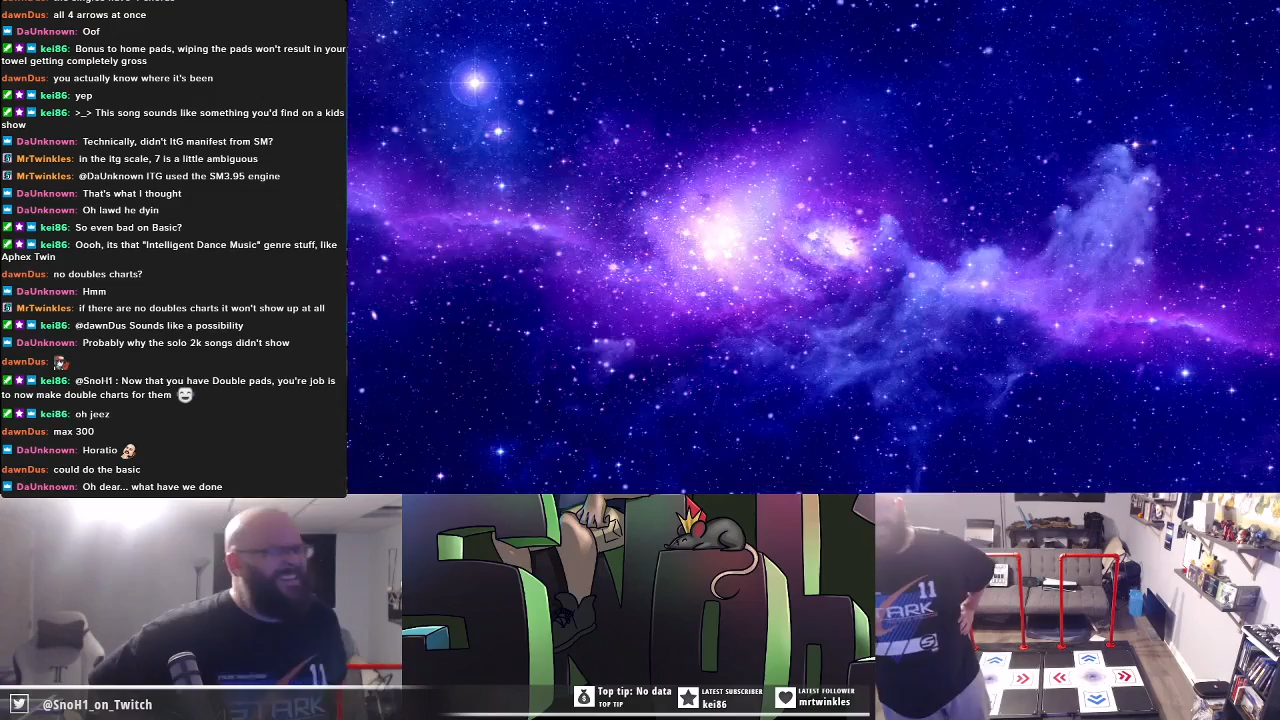 dawnDus: all 4 arrows at once
DaUnknown: Oof
kei86: Bonus to home pads, wiping the pads won't result in your
towel getting completely gross
dawnDus: you actually know where it's been
kei86: yep
kei86: >_> This song sounds like something you'd find on a kids
show
DaUnknown: Technically, didn't ItG manifest from SM?
MrTwinkles: in the itg scale, 7 is a little ambiguous
MrTwinkles: @DaUnknown ITG used the SM3.95 engine
DaUnknown: That's what I thought
DaUnknown: Oh lawd he dyin
kei86: So even bad on Basic?
kei86: Oooh, its that "Intelligent Dance Music" genre stuff, like
Aphex Twin
dawnDus: no doubles charts?
DaUnknown: Hmm
MrTwinkles: if there are no doubles charts it won't show up at all
kei86: @dawnDus Sounds like a possibility
DaUnknown: Probably why the solo 2k songs didn't show
dawnDus:
kei86: @SnoH1 : Now that you have Double pads, you're job is
to now make double charts for them
kei86: oh jeez
dawnDus: max 300
DaUnknown: Horatio
dawnDus: could do the basic
DaUnknown: Oh dear... what have we done
11
11
ARK
@SnoH1_on_Twitch
Top tip: No data
TOP TIP
LATEST SUBSCRIBER
kei86
LATEST FOLLOWER
mrtwinkles